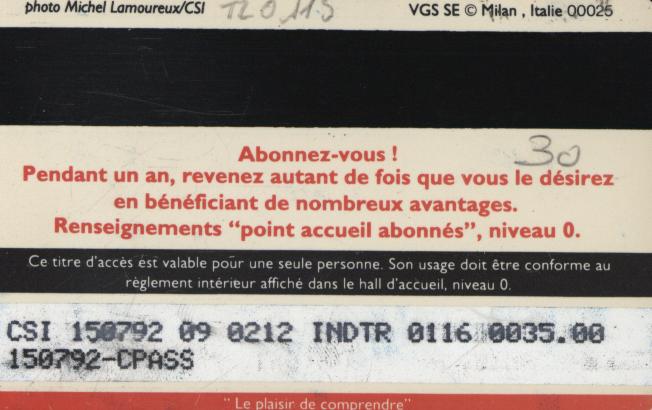 photo Michel Lamoureux/CSI TL0115 VGS SE © Milan , Italie 00025
30
Abonnez-vous !
Pendant un an, revenez autant de fois que vous le désirez
en bénéficiant de nombreux avantages.
Renseignements “point accueil abonnés”, niveau 0.
Ce titre d'accès est valable pour une seule personne. Son usage doit être conforme au
règlement intérieur affiché dans le hall d'accueil, niveau 0.
CSI 150792 09 0212 INDTR 0116 0035.00
150792-CPASS
" Le plaisir de comprendre"